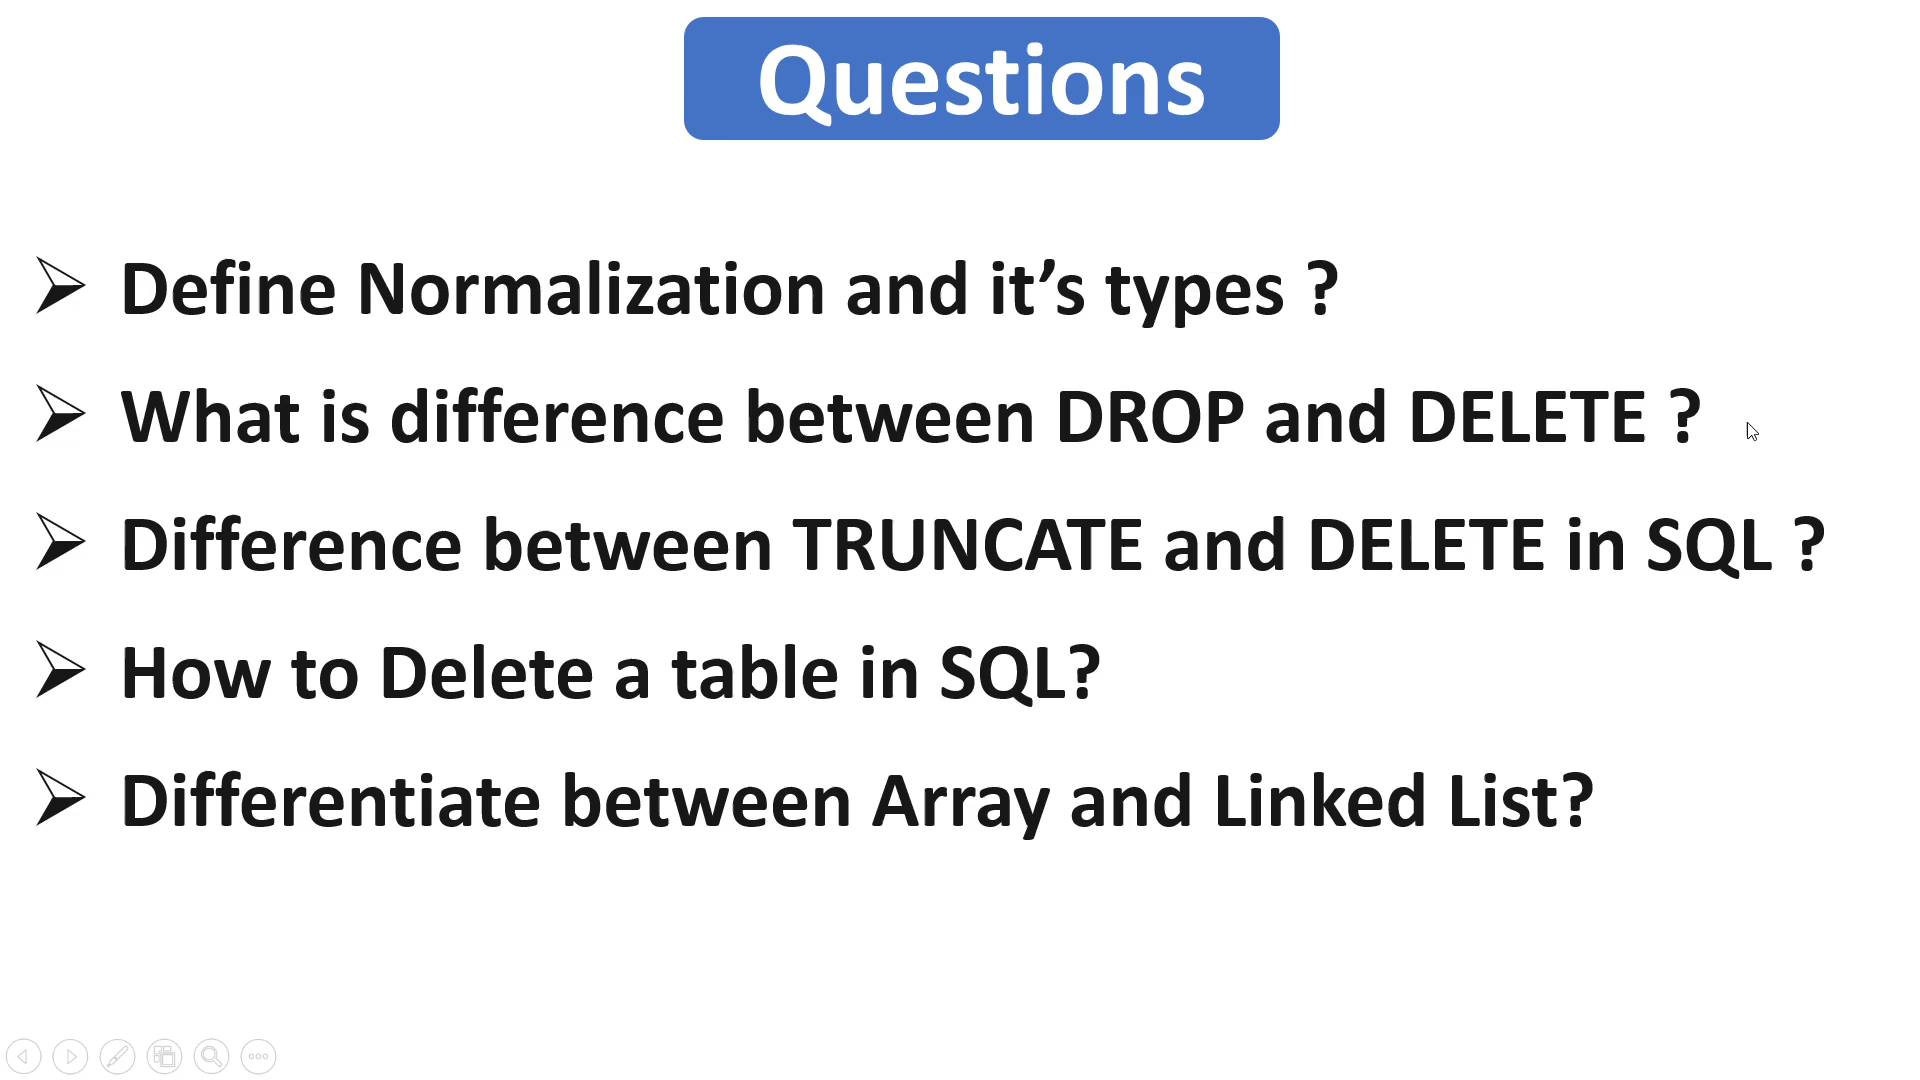 Questions
Define Normalization and it’s types ?
What is difference between DROP and DELETE ?
Difference between TRUNCATE and DELETE in SQL ?
How to Delete a table in SQL?
Differentiate between Array and Linked List?